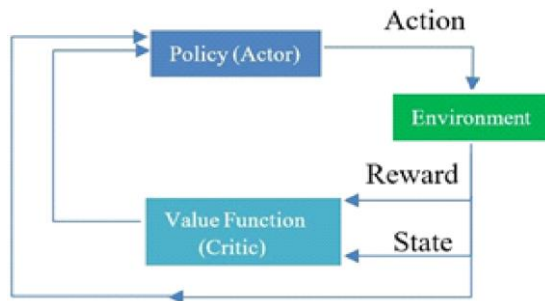 Action
Policy (Actor)
Environment
Reward
Value Function
(Critic)
State